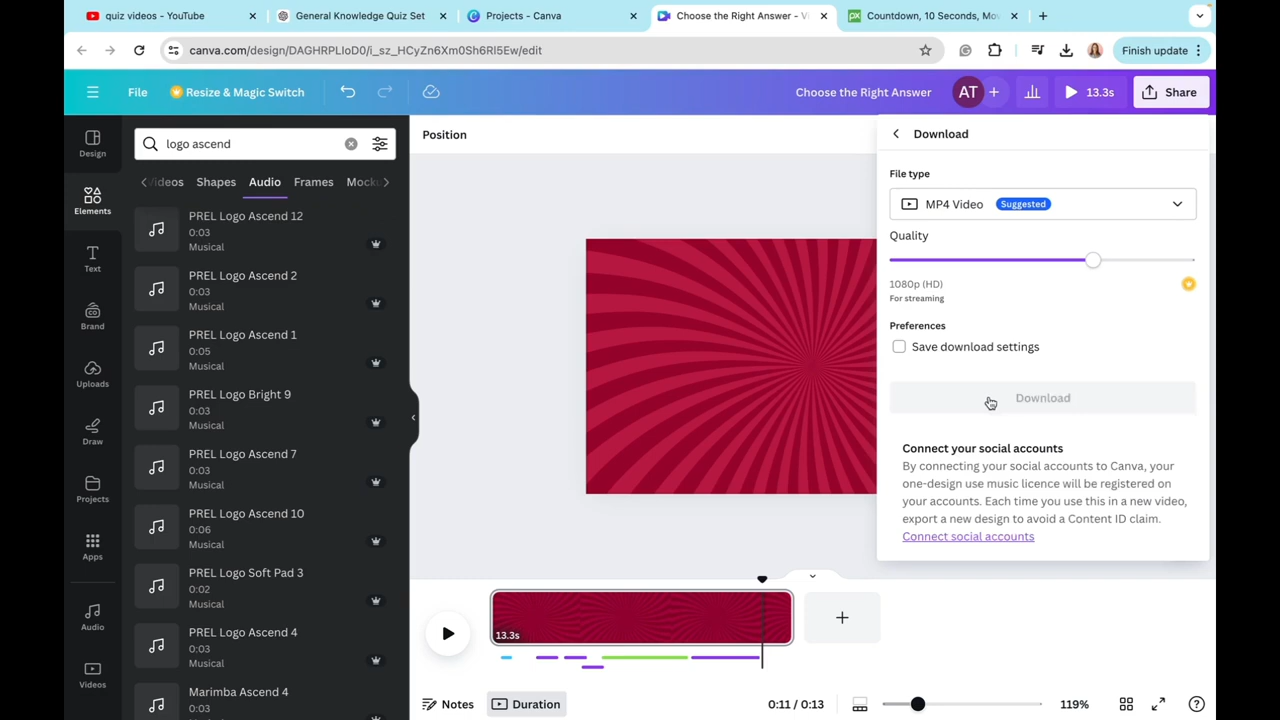 quiz videos - YouTube
General Knowledge Quiz Set
Projects - Canva
Choose the Right Answer - Vi
Countdown, 10 Seconds, Mov
canva.com/design/DAGHRPLIoD0/i_sz_HCyZn6Xm0Sh6RI5Ew/edit
Finish update
File
Resize & Magic Switch
Choose the Right Answer
AT
13.3s
Share
Design
Elements
Text
Brand
Uploads
Draw
Projects
Apps
Audio
Videos
logo ascend
Videos
Shapes
Audio
Frames
Mocku
PREL Logo Ascend 12
0:03
Musical
PREL Logo Ascend 2
0:03
Musical
PREL Logo Ascend 1
0:05
Musical
PREL Logo Bright 9
0:03
Musical
PREL Logo Ascend 7
0:03
Musical
PREL Logo Ascend 10
0:06
Musical
PREL Logo Soft Pad 3
0:02
Musical
PREL Logo Ascend 4
0:03
Musical
Marimba Ascend 4
0:03
Position
Download
File type
MP4 Video
Suggested
Quality
1080p (HD)
For streaming
Preferences
Save download settings
Download
Connect your social accounts
By connecting your social accounts to Canva, your
one-design use music licence will be registered on
your accounts. Each time you use this in a new video,
export a new design to avoid a Content ID claim.
Connect social accounts
13.3s
Notes
Duration
0:11 / 0:13
119%